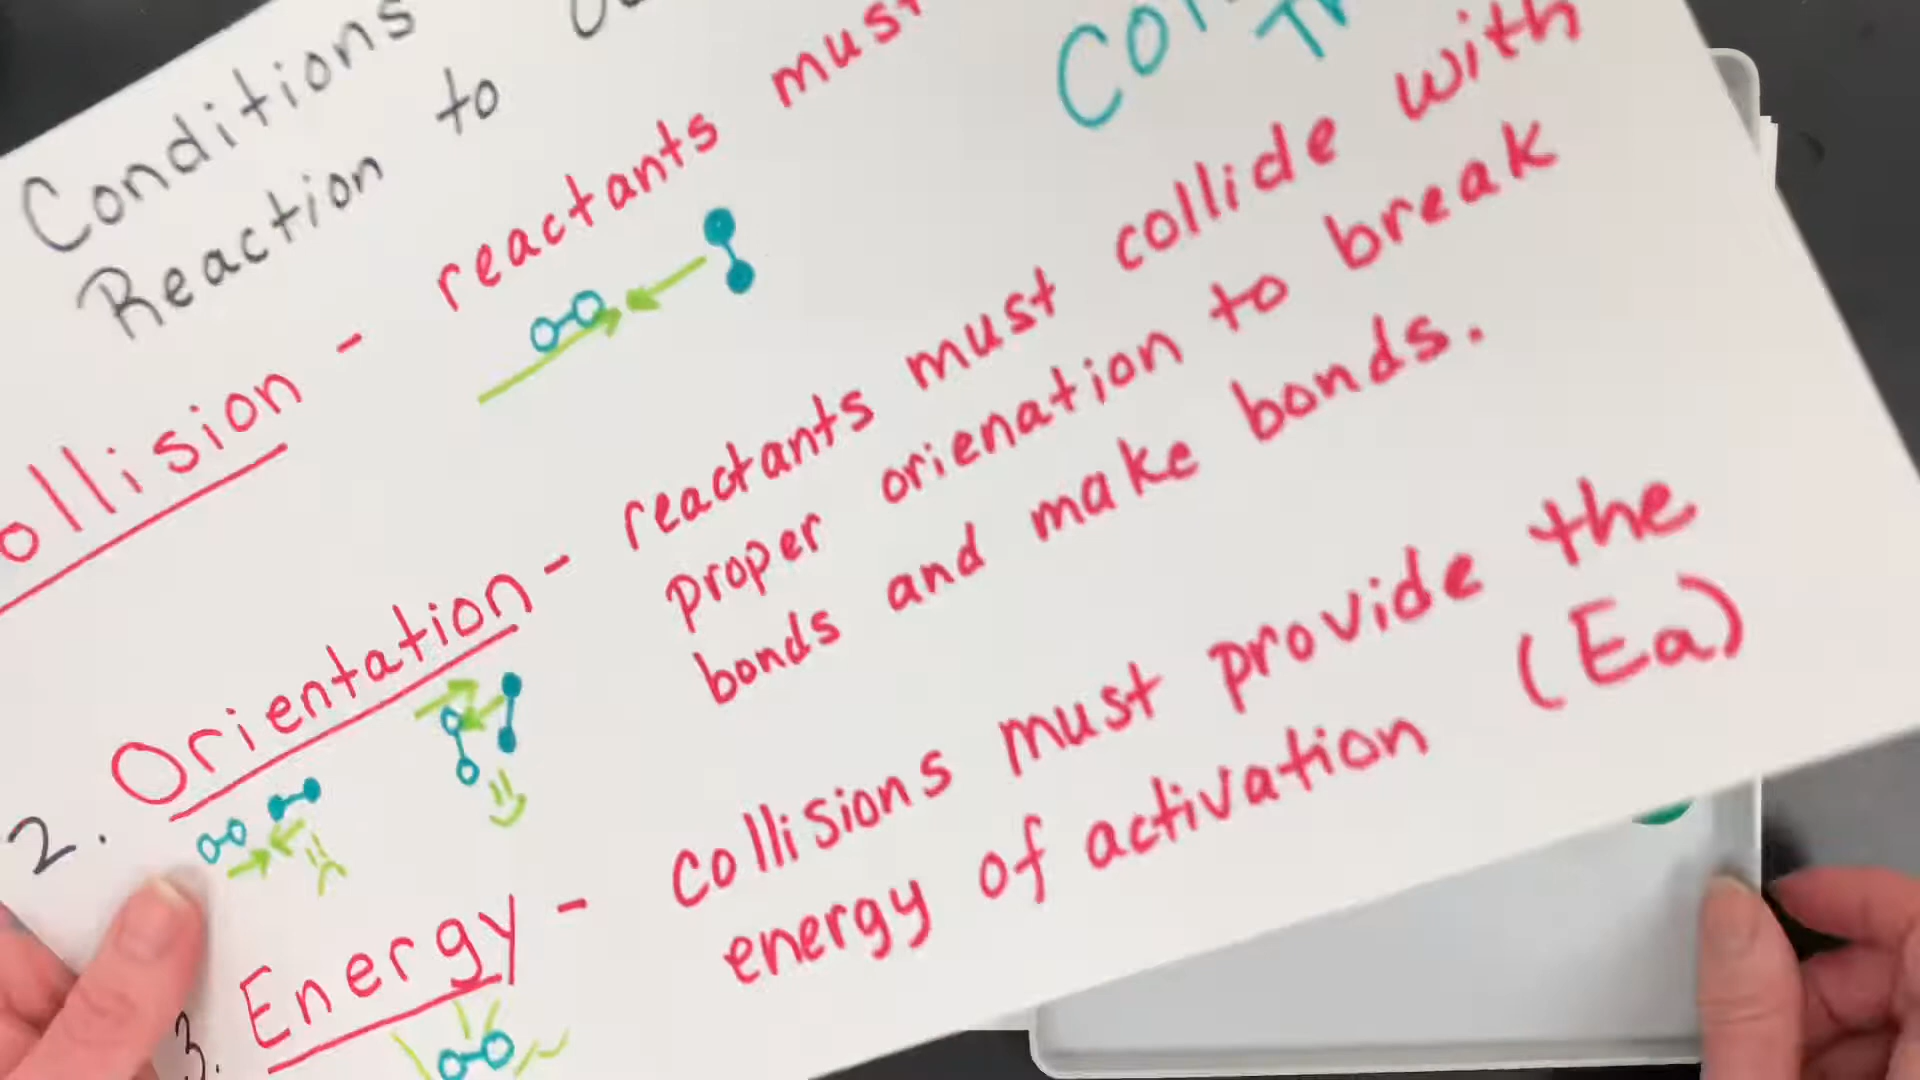 Conditions
Reaction to
ollision - reactants must
2. Orientation - reactants must collide with
proper orienation to break
bonds and make bonds.
3. Energy - collisions must provide the
energy of activation (Ea)